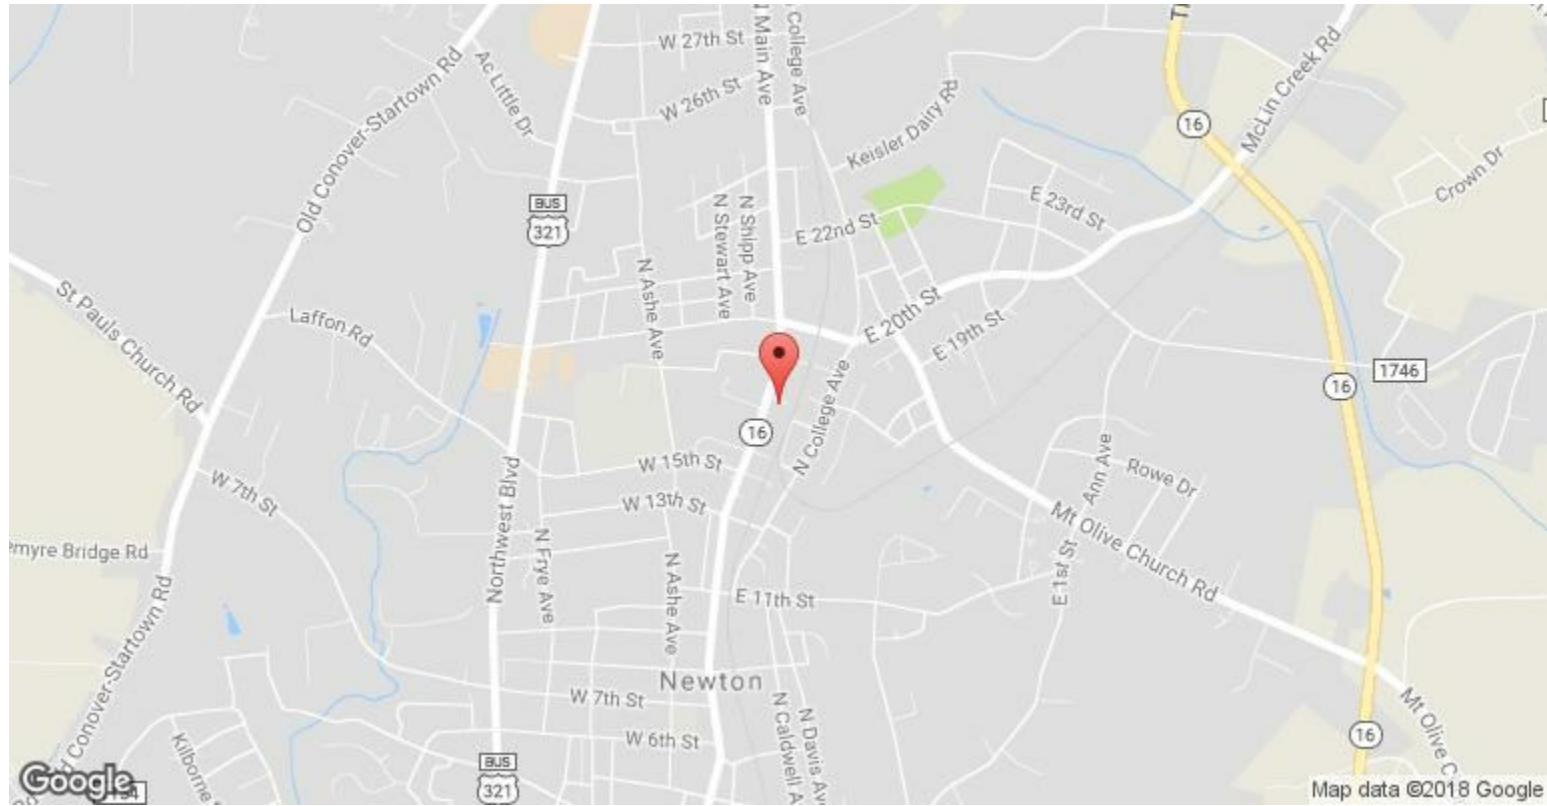 W 27th St
N Main Ave
College Ave
Ac Little Dr
W 26th St
Old Conover-Startown Rd
Keisler Dairy Rd
16
McLin Creek Rd
Crown Dr
BUS
321
N Stewart Ave
N Shipp Ave
E 22nd St
E 23rd St
N Ashe Ave
St Pauls Church Rd
Laffon Rd
E 20th St
E 19th St
1746
16
16
N College Ave
W 15th St
W 7th St
W 13th St
Northwest Blvd
N Frye Ave
N Ashe Ave
Ann Ave
Rowe Dr
Mt Olive Church Rd
E 1st St
E 11th St
emyre Bridge Rd
Old Conover-Startown Rd
Newton
W 7th St
W 6th St
N Caldwell A
N Davis Av
Kilborne
BUS
321
16
Mt Olive C
Google
Map data ©2018 Google